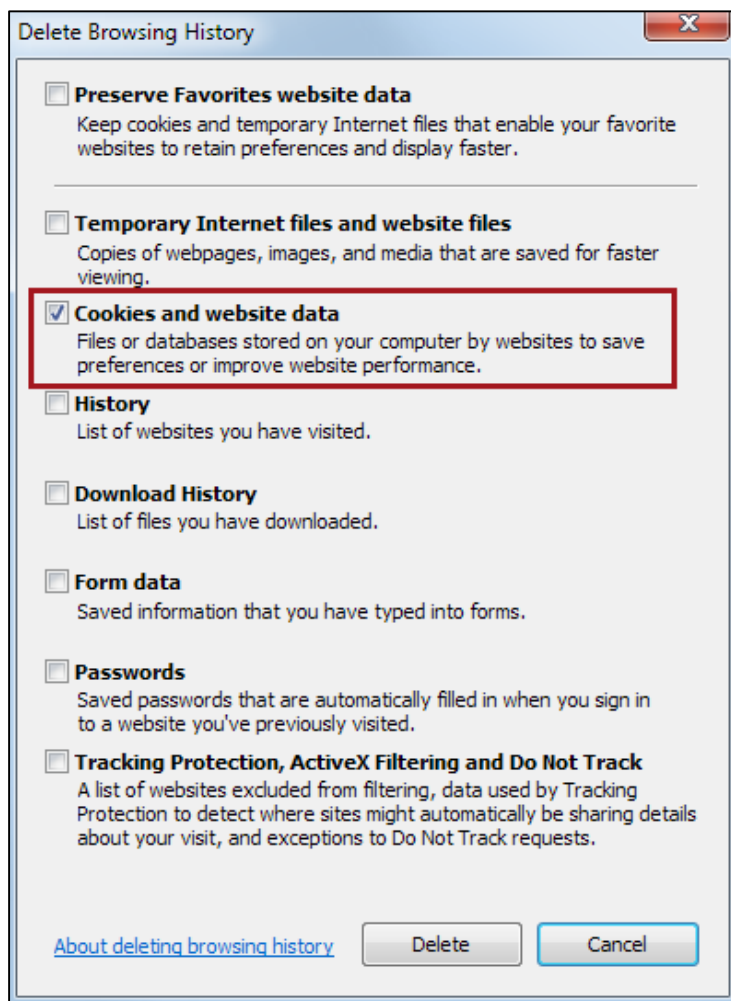 Delete Browsing History
Preserve Favorites website data
Keep cookies and temporary Internet files that enable your favorite
websites to retain preferences and display faster.
Temporary Internet files and website files
Copies of webpages, images, and media that are saved for faster
viewing.
Cookies and website data
Files or databases stored on your computer by websites to save
preferences or improve website performance.
History
List of websites you have visited.
Download History
List of files you have downloaded.
Form data
Saved information that you have typed into forms.
Passwords
Saved passwords that are automatically filled in when you sign in
to a website you've previously visited.
Tracking Protection, ActiveX Filtering and Do Not Track
A list of websites excluded from filtering, data used by Tracking
Protection to detect where sites might automatically be sharing details
about your visit, and exceptions to Do Not Track requests.
About deleting browsing history
Delete
Cancel